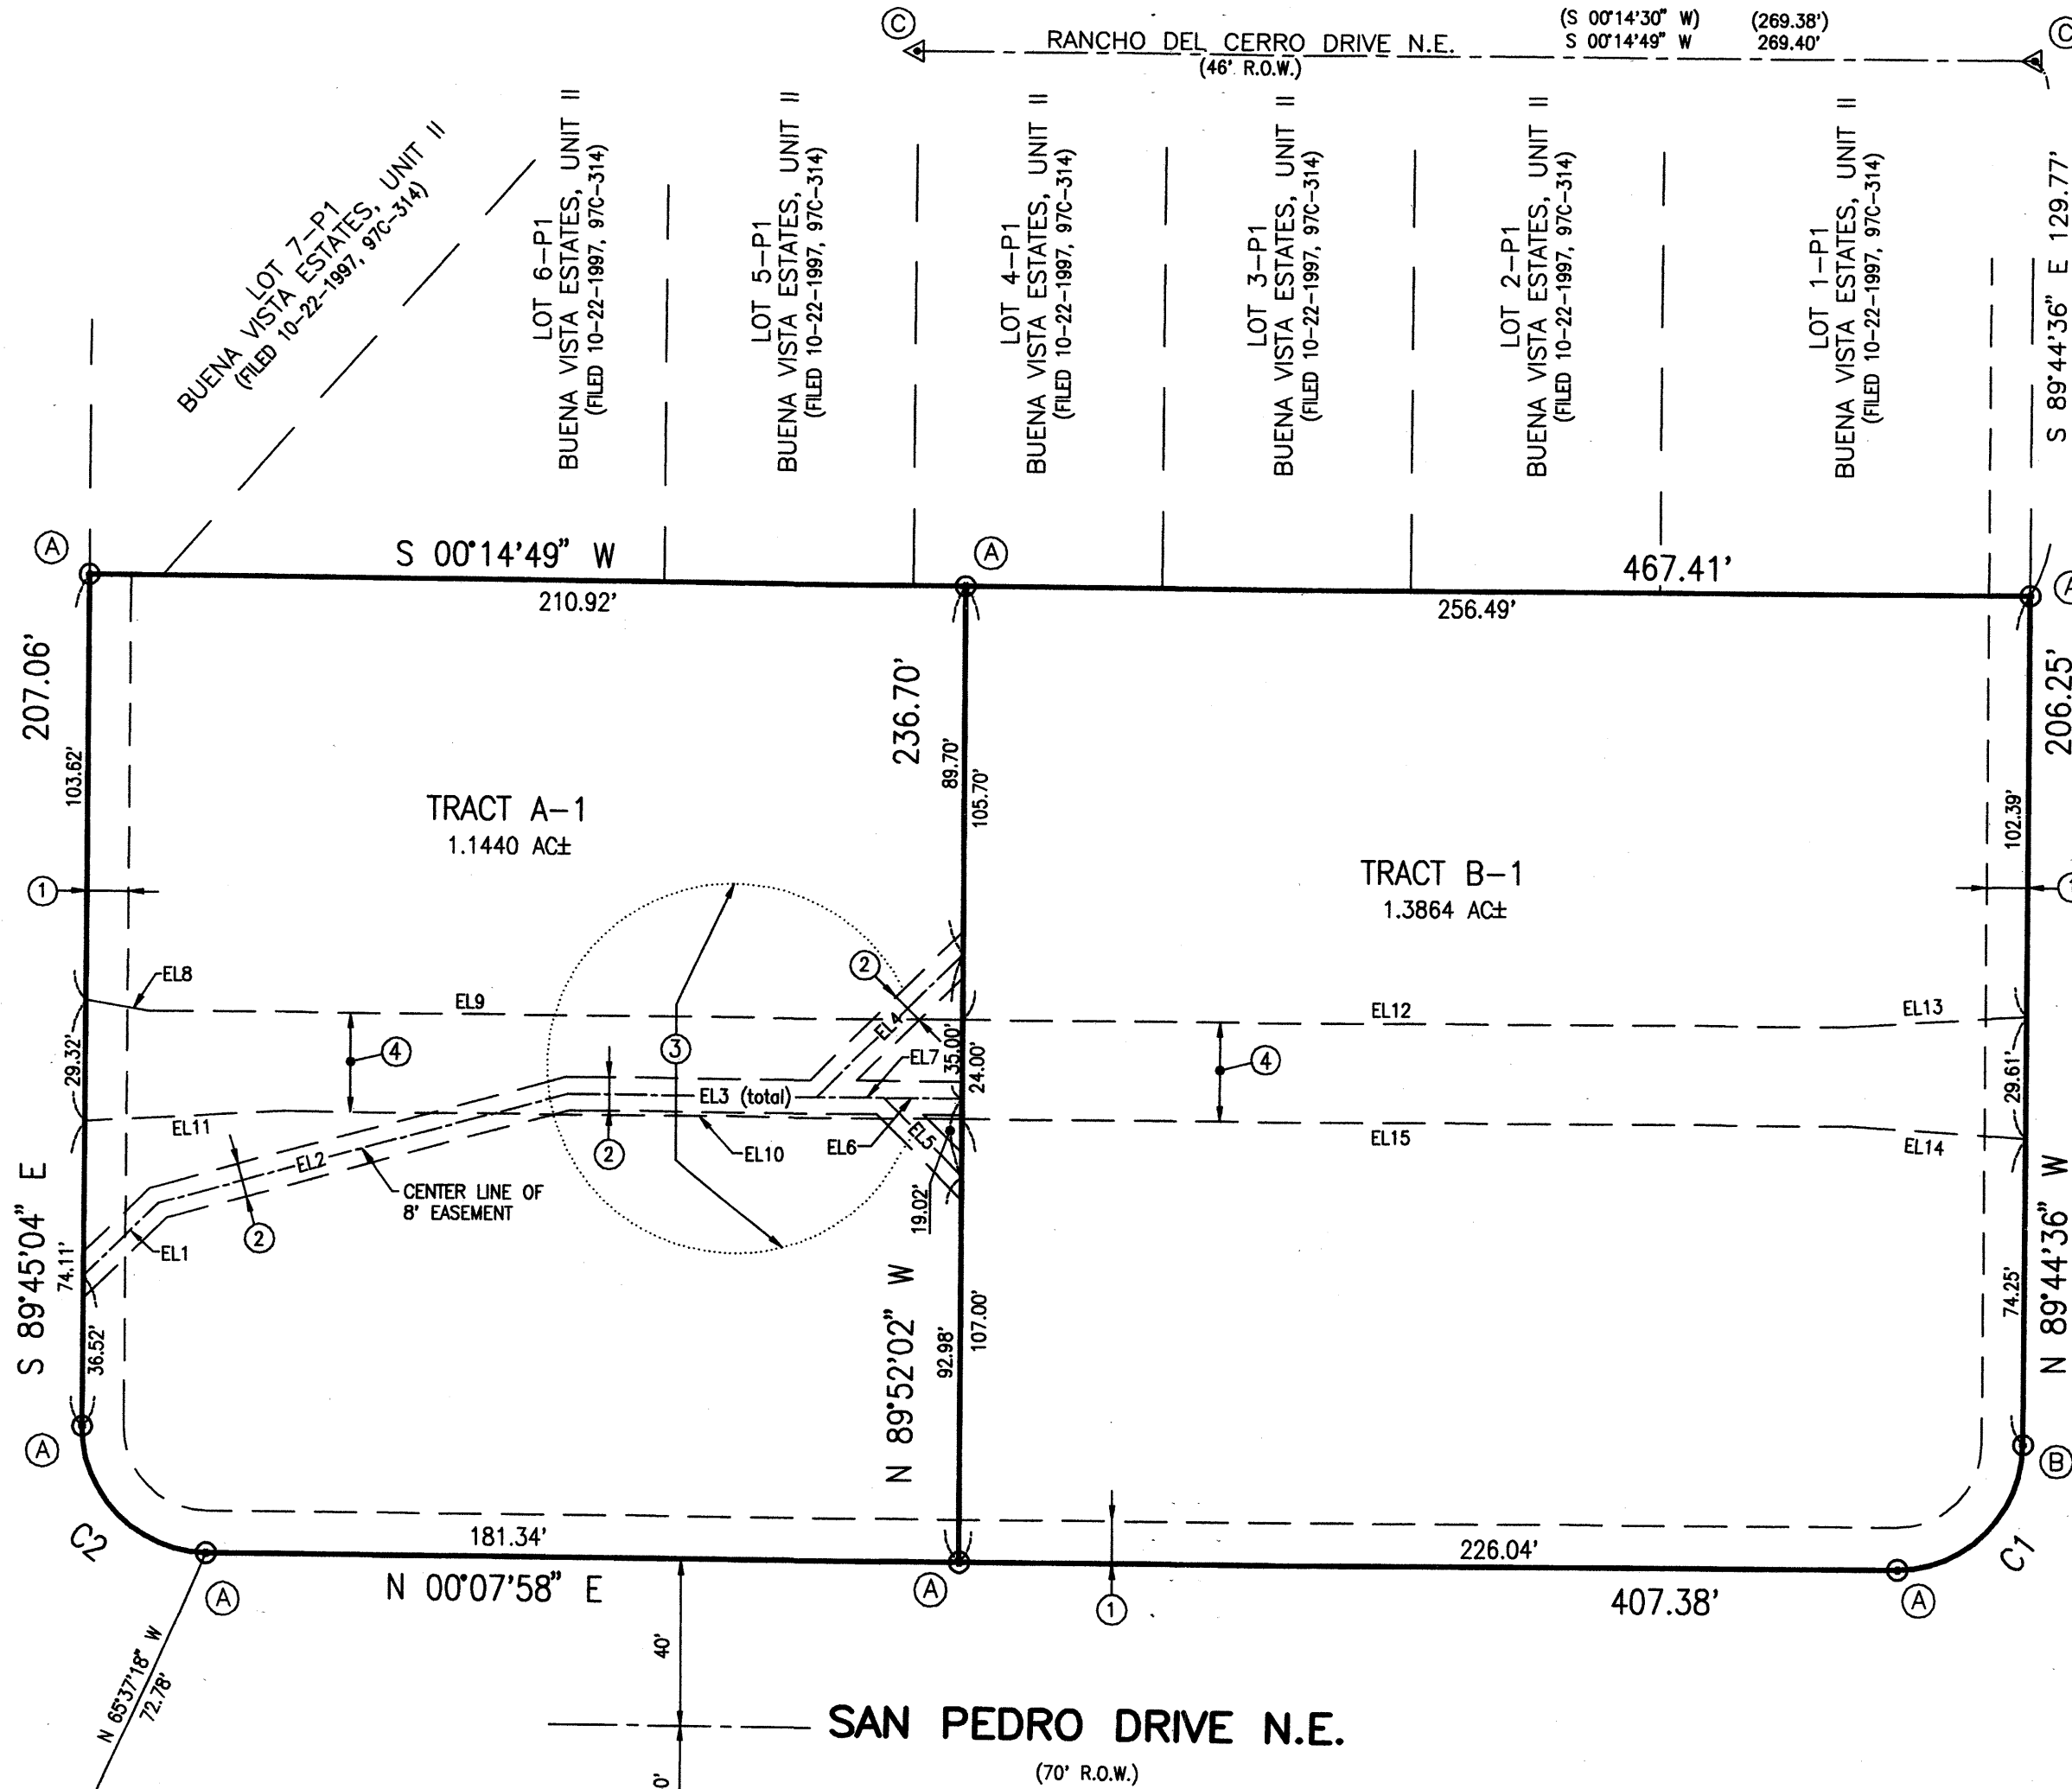 (S 00°14'30" W) (269.38')
RANCHO DEL CERRO DRIVE N.E. S 00°14'49" W 269.40'
(46' R.O.W.)
C
C
LOT 7-P1
BUENA VISTA ESTATES, UNIT II
(FILED 10-22-1997, 97C-314)
LOT 6-P1
BUENA VISTA ESTATES, UNIT II
(FILED 10-22-1997, 97C-314)
LOT 5-P1
BUENA VISTA ESTATES, UNIT II
(FILED 10-22-1997, 97C-314)
LOT 4-P1
BUENA VISTA ESTATES, UNIT II
(FILED 10-22-1997, 97C-314)
LOT 3-P1
BUENA VISTA ESTATES, UNIT II
(FILED 10-22-1997, 97C-314)
LOT 2-P1
BUENA VISTA ESTATES, UNIT II
(FILED 10-22-1997, 97C-314)
LOT 1-P1
BUENA VISTA ESTATES, UNIT II
(FILED 10-22-1997, 97C-314)
S 89°44'36" E 129.77'
A
S 00°14'49" W
A
467.41'
A
210.92'
256.49'
207.06'
103.62'
236.70'
89.70'
105.70'
206.25'
102.39'
TRACT A-1
1.1440 AC±
TRACT B-1
1.3864 AC±
1
1
2
EL8
EL9
EL4
EL12
EL13
29.32'
4
3
EL7
35.00'
24.00'
4
29.61'
EL3 (total)
EL11
EL6
EL5
EL15
EL14
EL10
2
EL2
CENTER LINE OF
8' EASEMENT
2
EL1
19.02'
S 89°45'04" E
74.11'
36.52'
N 89°52'02" W
92.98'
107.00'
74.25'
N 89°44'36" W
A
B
C2
181.34'
226.04'
C1
N 00°07'58" E
A
A
1
407.38'
A
N 65°37'18" W
72.78'
40'
SAN PEDRO DRIVE N.E.
(70' R.O.W.)